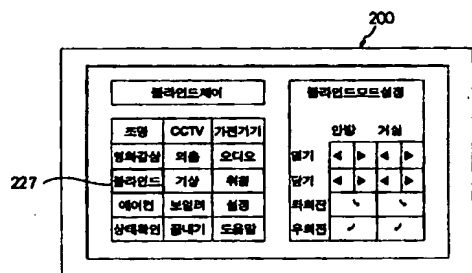 200
블라인드제어
조명 CCTV 가전기기
영화감상 외출 오디오
블라인드 기상 취침
에어컨 보일러 설정
상태확인 끝내기 도움말
블라인드모드설정
안방 거실
열기
닫기
좌회전
우회전
227